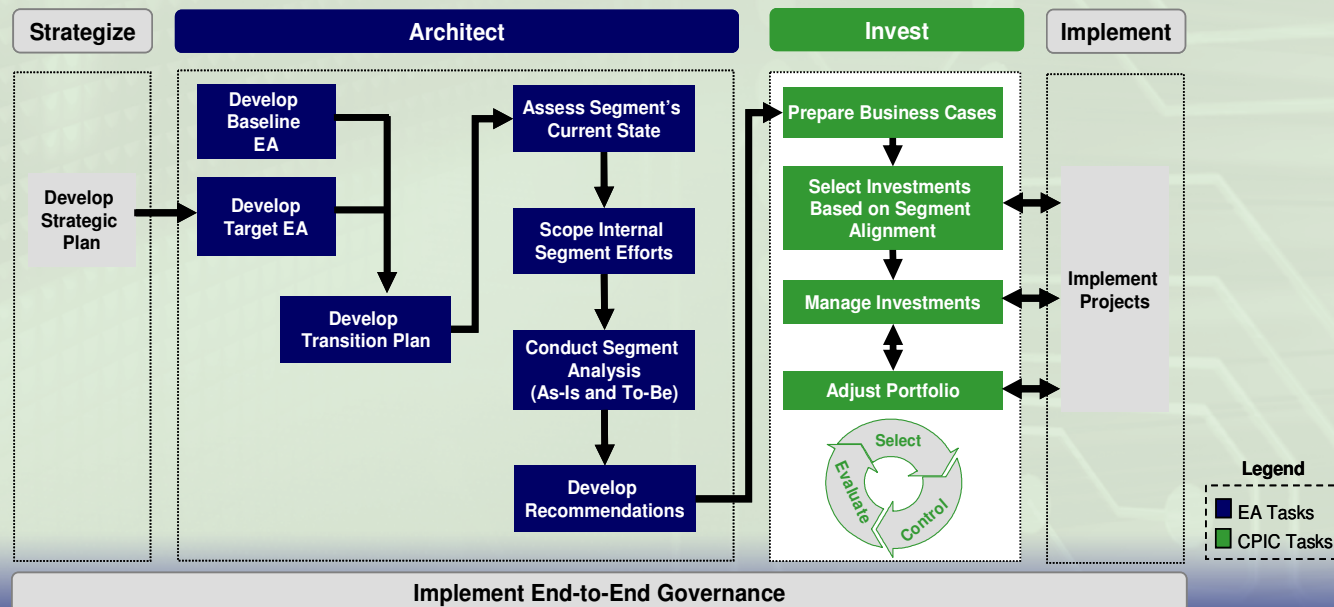 Strategize
Architect
Invest
Implement
Develop
Strategic
Plan
Develop
Baseline
EA
Develop
Target EA
Develop
Transition Plan
Assess Segment's
Current State
Scope Internal
Segment Efforts
Conduct Segment
Analysis
(As-Is and To-Be)
Develop
Recommendations
Prepare Business Cases
Select Investments
Based on Segment
Alignment
Manage Investments
Adjust Portfolio
Select
Control
Evaluate
Implement
Projects
Legend
EA Tasks
CPIC Tasks
Implement End-to-End Governance